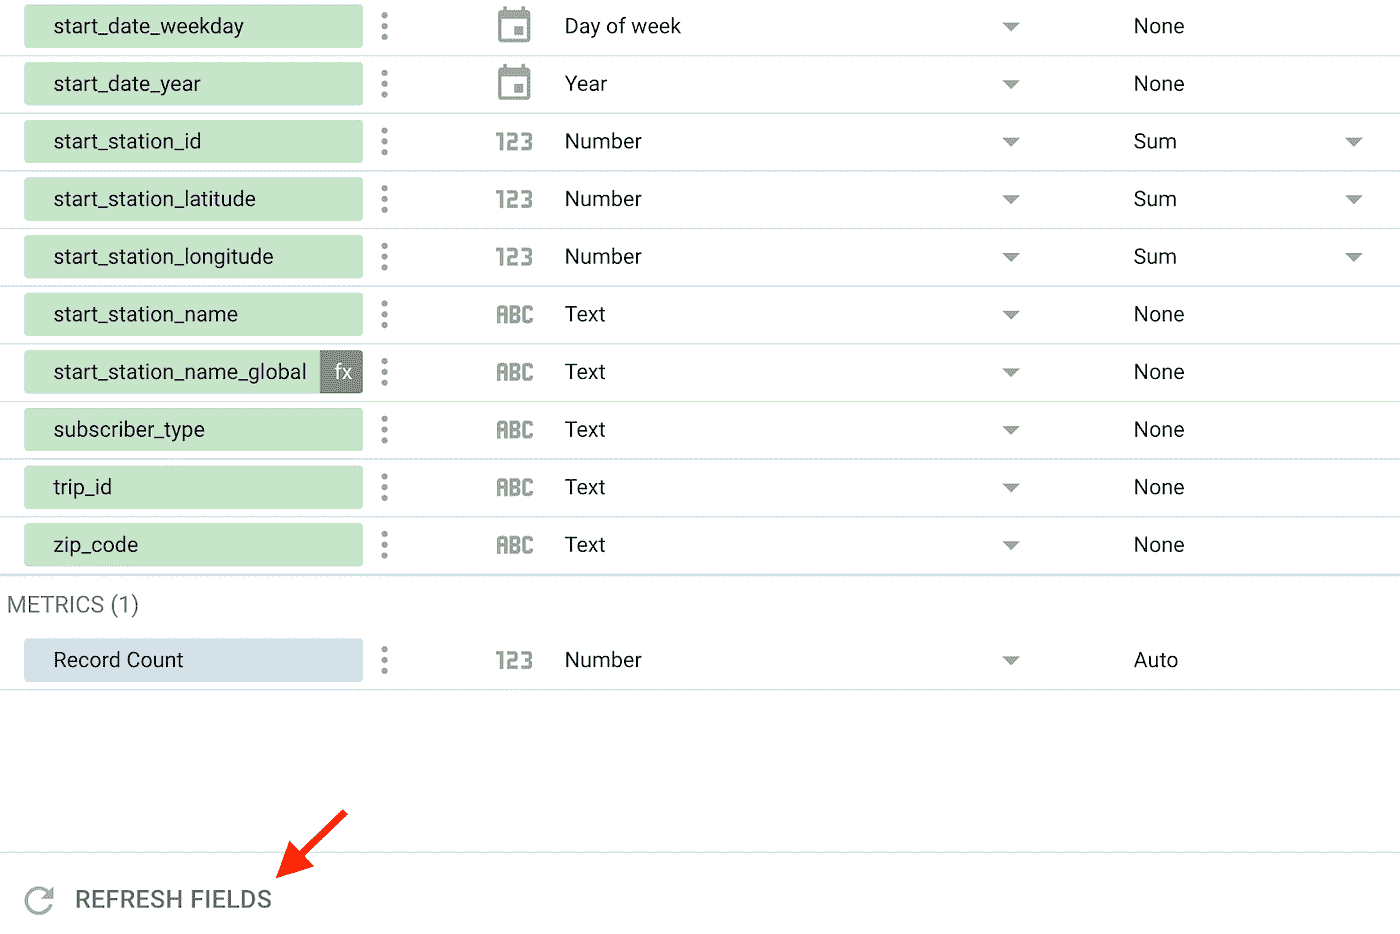 start_date_weekday Day of week None
start_date_year Year None
start_station_id 123 Number Sum
start_station_latitude 123 Number Sum
start_station_longitude 123 Number Sum
start_station_name ABC Text None
start_station_name_global fx ABC Text None
subscriber_type ABC Text None
trip_id ABC Text None
zip_code ABC Text None
METRICS (1)
Record Count 123 Number Auto
REFRESH FIELDS